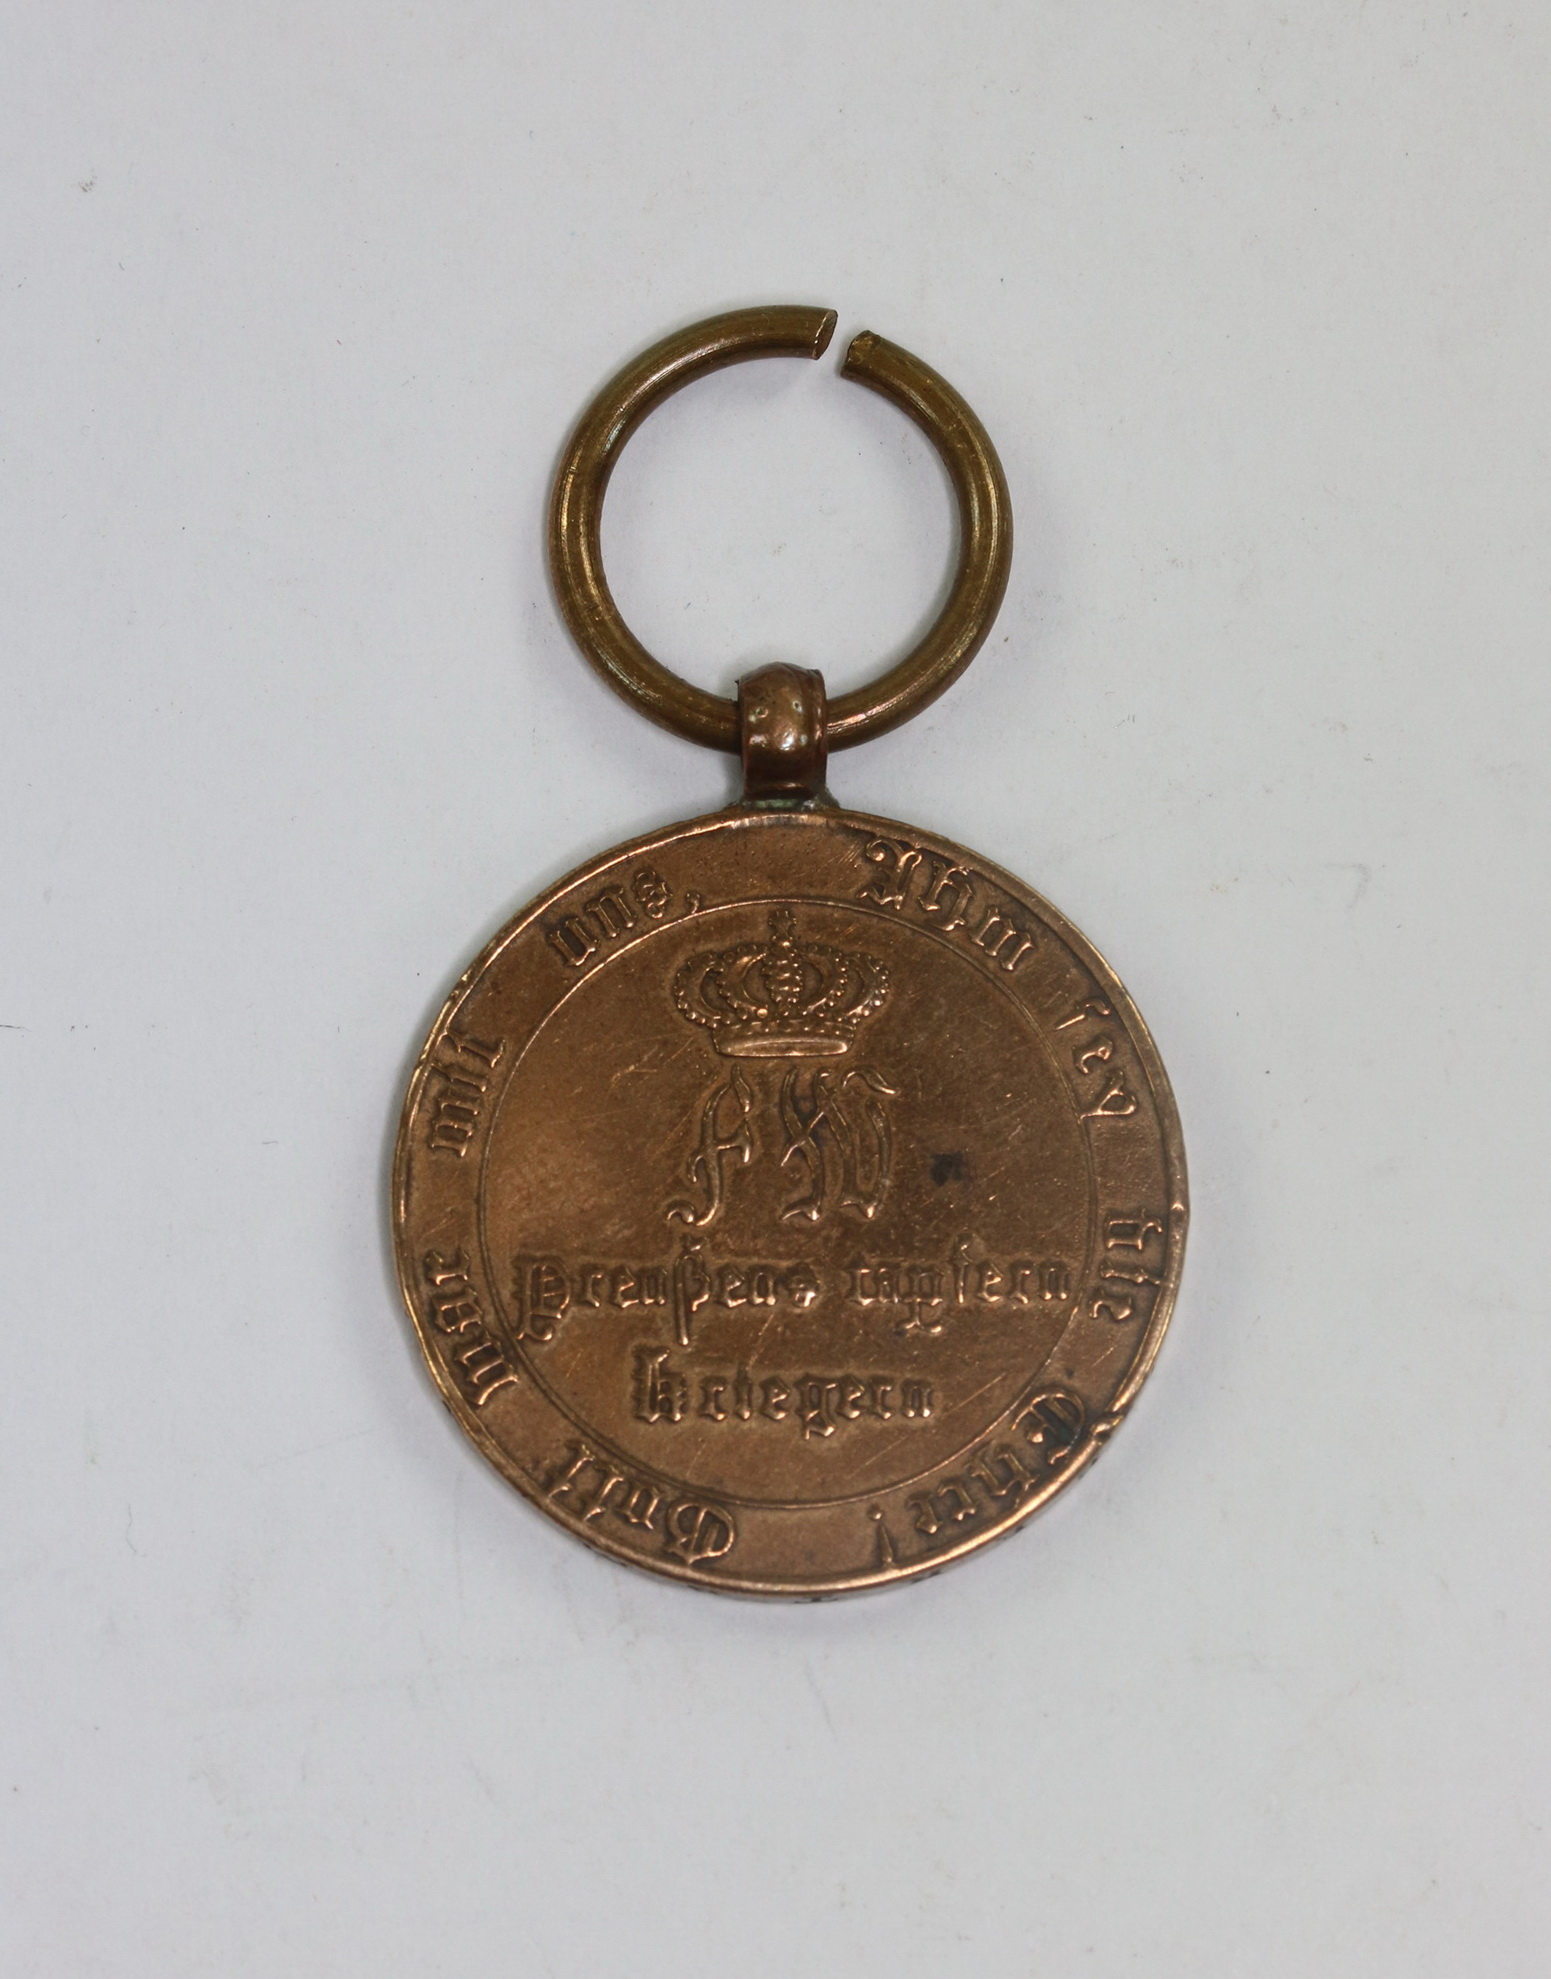 Gott war mit uns, Ihm sey die Ehre!
FW
Preußens tapfern
Kriegern